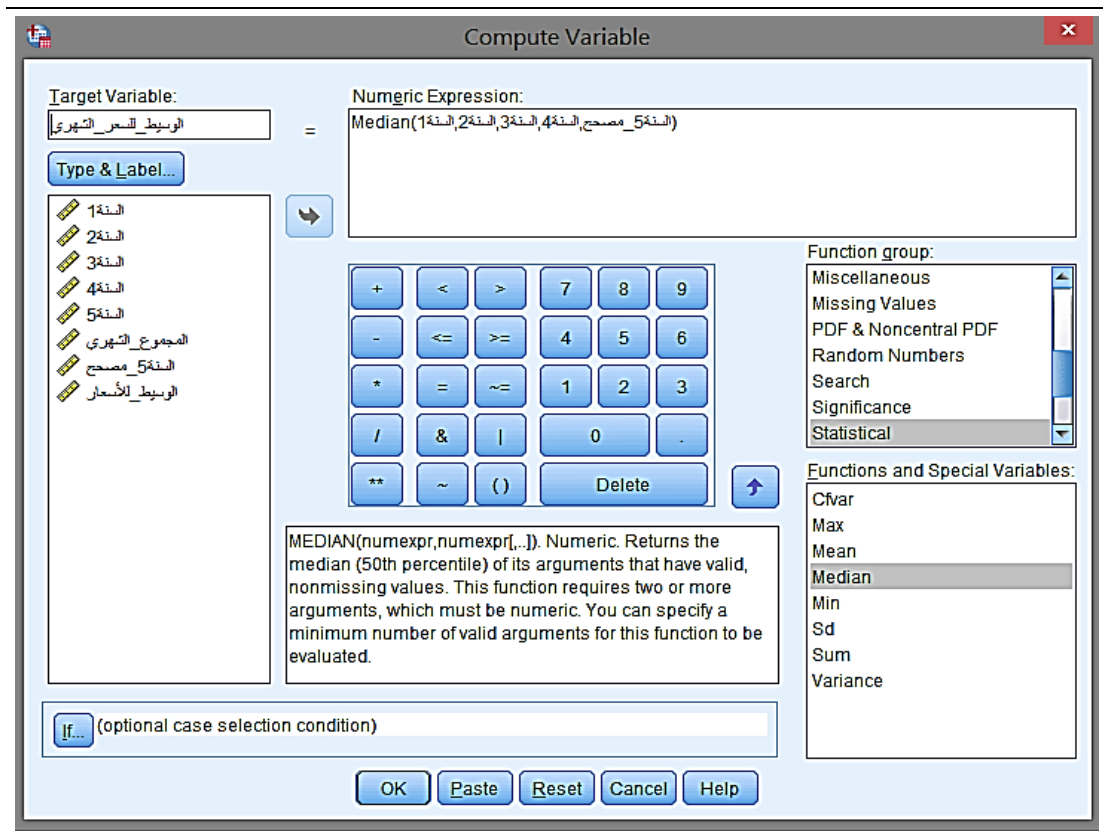 Compute Variable
Target Variable:
الوسيط_للسعر_الشهري
=
Numeric Expression:
Median(السنة1,السنة2,السنة3,السنة4,السنة5_مصحح)
Type & Label...
السنة1
السنة2
السنة3
السنة4
السنة5
المجموع_الشهري
السنة5_مصحح
الوسيط_للأسعار
+ < > 7 8 9
- <= >= 4 5 6
* = ~= 1 2 3
/ & | 0 .
** ~ ( ) Delete
Function group:
Miscellaneous
Missing Values
PDF & Noncentral PDF
Random Numbers
Search
Significance
Statistical
Functions and Special Variables:
Cfvar
Max
Mean
Median
Min
Sd
Sum
Variance
MEDIAN(numexpr,numexpr[,..]). Numeric. Returns the
median (50th percentile) of its arguments that have valid,
nonmissing values. This function requires two or more
arguments, which must be numeric. You can specify a
minimum number of valid arguments for this function to be
evaluated.
If... (optional case selection condition)
OK Paste Reset Cancel Help